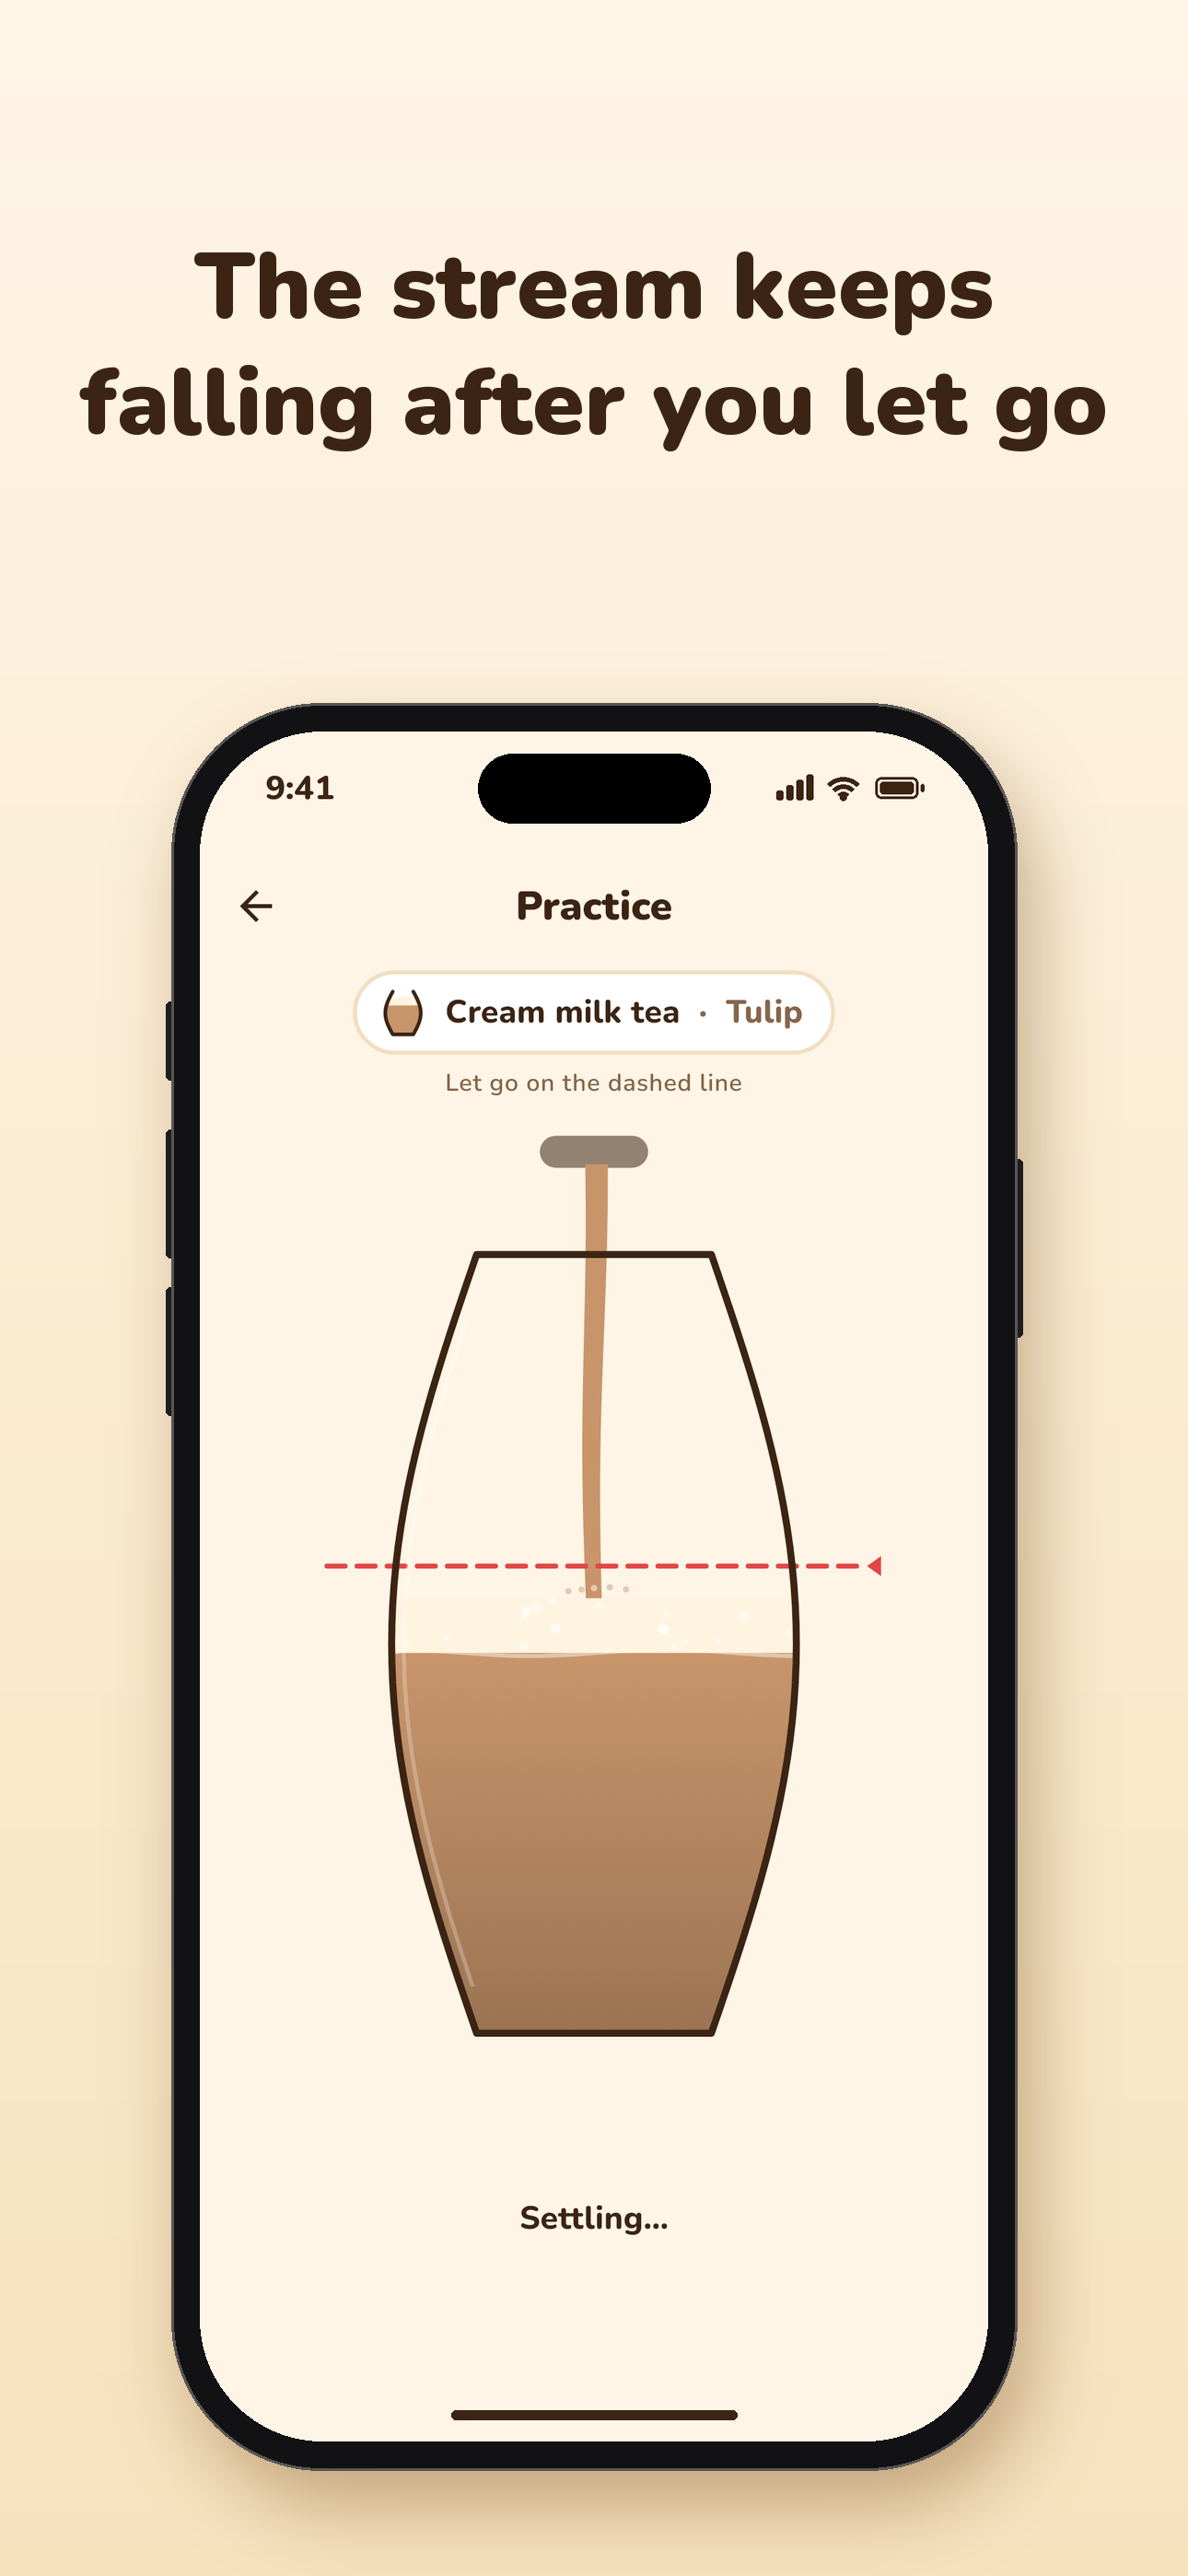 The stream keeps
falling after you let go
9:41
Practice
Cream milk tea · Tulip
Let go on the dashed line
Settling...